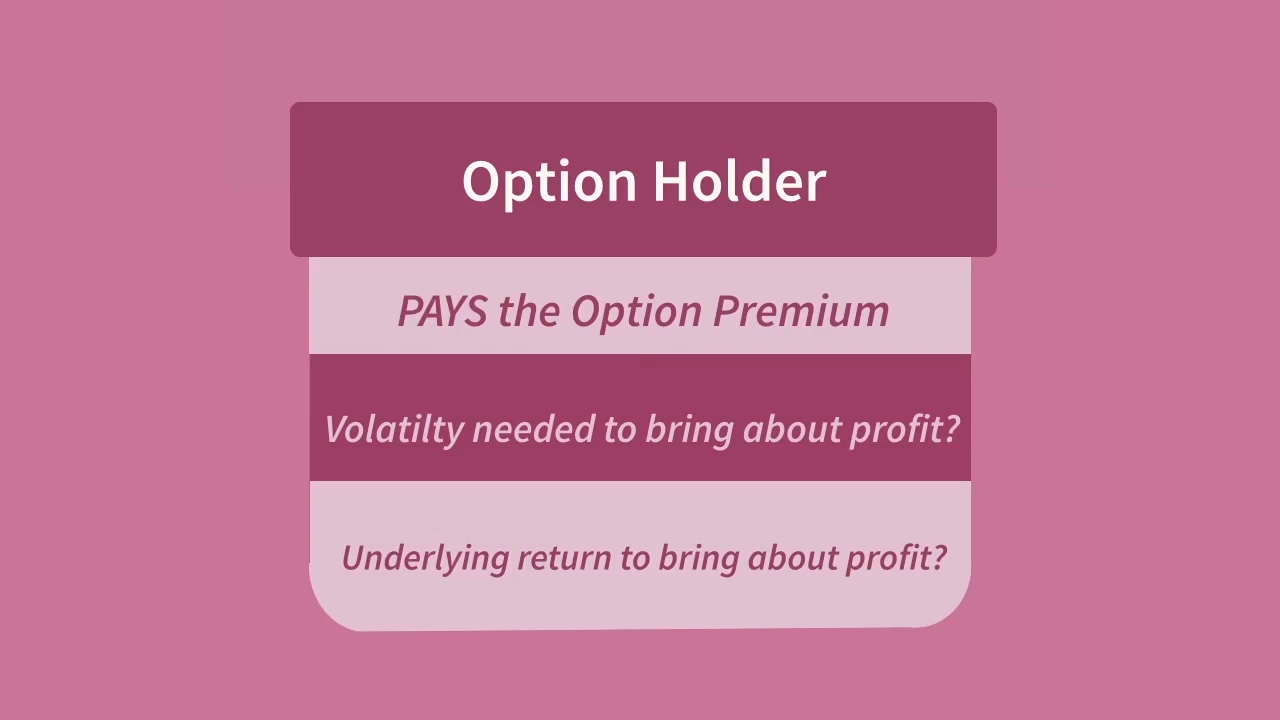 Option Holder
PAYS the Option Premium
Volatilty needed to bring about profit?
Underlying return to bring about profit?